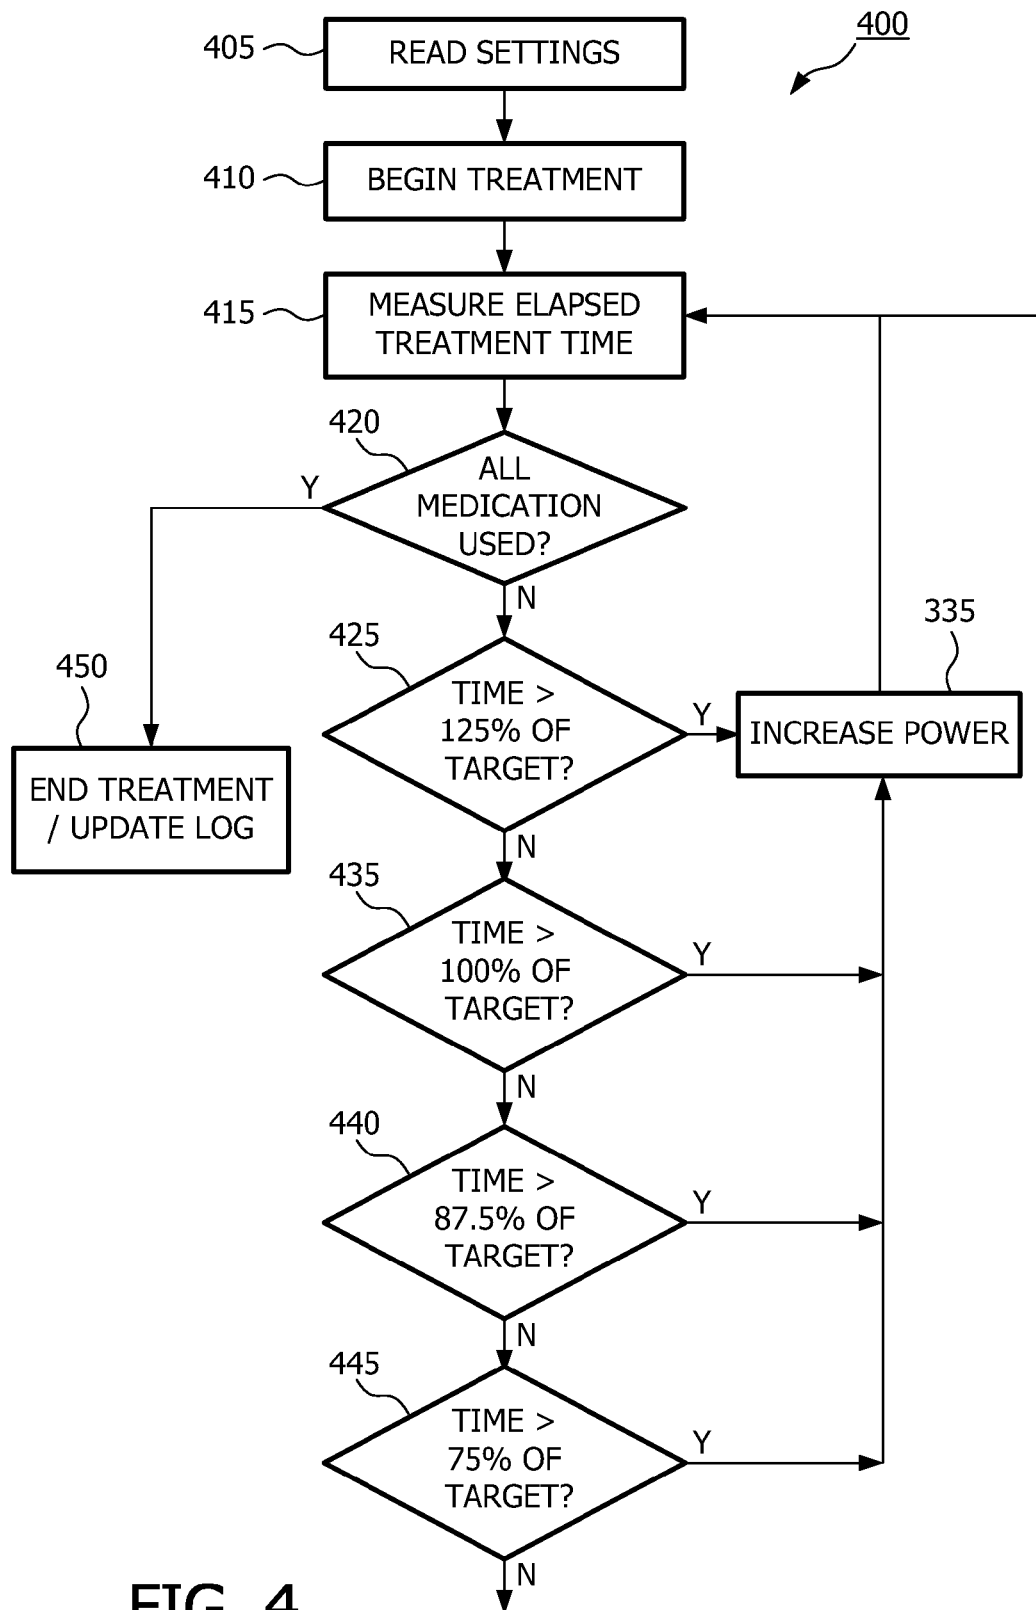 400
405
READ SETTINGS
410
BEGIN TREATMENT
415
MEASURE ELAPSED
TREATMENT TIME
420
ALL
MEDICATION
USED?
Y
N
425
TIME >
125% OF
TARGET?
Y
335
INCREASE POWER
450
END TREATMENT
/ UPDATE LOG
N
435
TIME >
100% OF
TARGET?
Y
N
440
TIME >
87.5% OF
TARGET?
Y
N
445
TIME >
75% OF
TARGET?
Y
N
FIG. 4